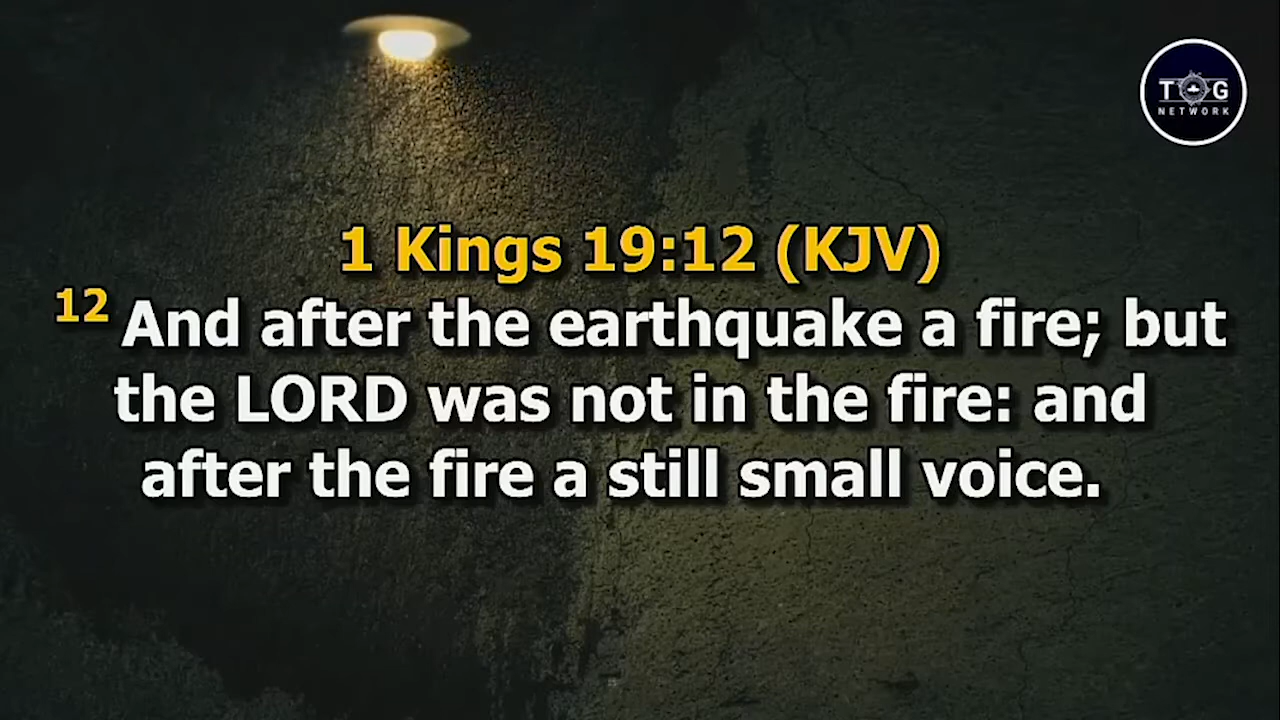 T G
NETWORK
1 Kings 19:12 (KJV)
12 And after the earthquake a fire; but
the LORD was not in the fire: and
after the fire a still small voice.